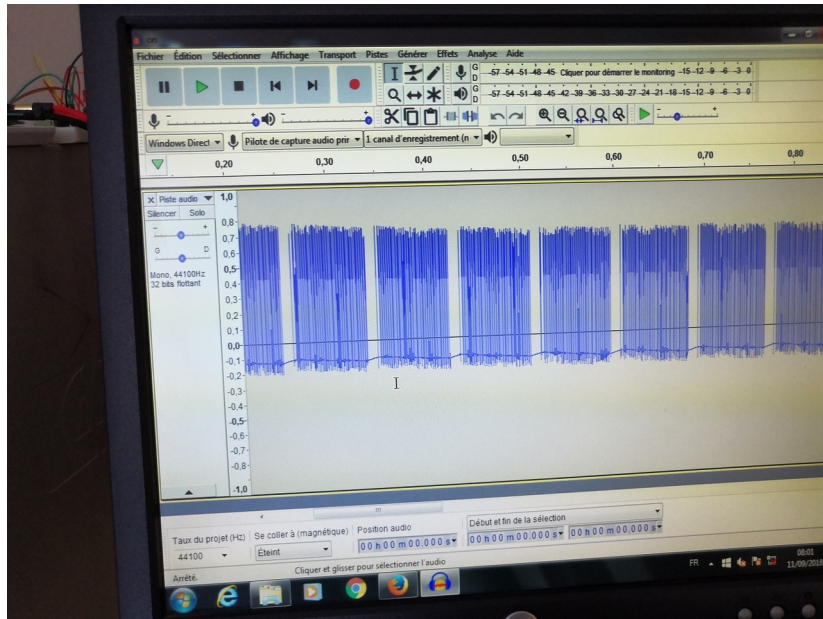 on
Fichier Édition Sélectionner Affichage Transport Pistes Générer Effets Analyse Aide
G D -57 -54 -51 -48 -45 Cliquer pour démarrer le monitoring -15 -12 -9 -6 -3 0
G D -57 -54 -51 -48 -45 -42 -39 -36 -33 -30 -27 -24 -21 -18 -15 -12 -9 -6 -3 0
- + - + - +
Windows Direct Pilote de capture audio prir 1 canal d'enregistrement (n
0,20 0,30 0,40 0,50 0,60 0,70 0,80
X Piste audio
Silencer Solo
- +
G D
Mono, 44100Hz
32 bits flottant
1,0
0,8-
0,7-
0,6-
0,5-
0,4-
0,3-
0,2-
0,1-
0,0-
-0,1-
-0,2-
-0,3-
-0,4-
-0,5-
-0,6-
-0,7-
-0,8-
-1,0
Taux du projet (Hz) Se coller à (magnétique) Position audio Début et fin de la sélection
44100 Éteint 00 h 00 m 00.000 s 00 h 00 m 00.000 s 00 h 00 m 00.000 s
Arrêté. Cliquer et glisser pour sélectionner l'audio
FR 08:01
11/09/2018